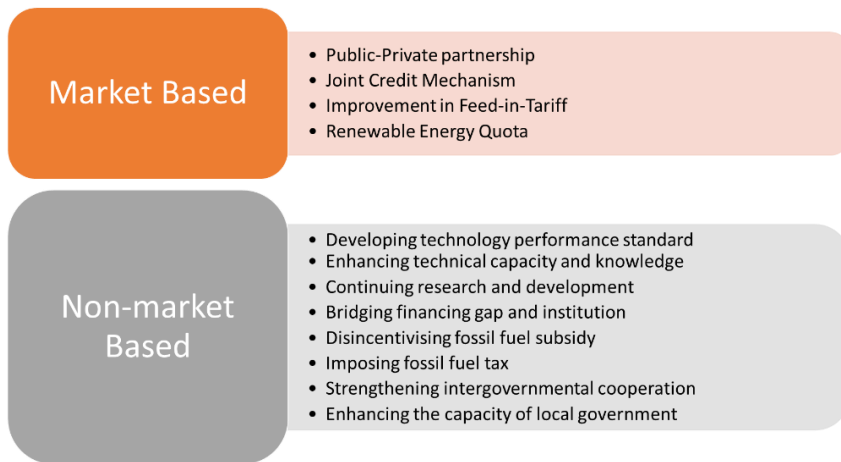 Market Based
• Public-Private partnership
• Joint Credit Mechanism
• Improvement in Feed-in-Tariff
• Renewable Energy Quota
Non-market
Based
• Developing technology performance standard
• Enhancing technical capacity and knowledge
• Continuing research and development
• Bridging financing gap and institution
• Disincentivising fossil fuel subsidy
• Imposing fossil fuel tax
• Strengthening intergovernmental cooperation
• Enhancing the capacity of local government